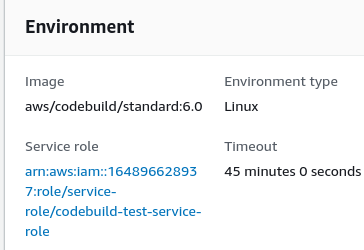 Environment
Image
Environment type
aws/codebuild/standard:6.0
Linux
Service role
Timeout
arn:aws:iam::16489662893
45 minutes 0 seconds
7:role/service-
role/codebuild-test-service-
role